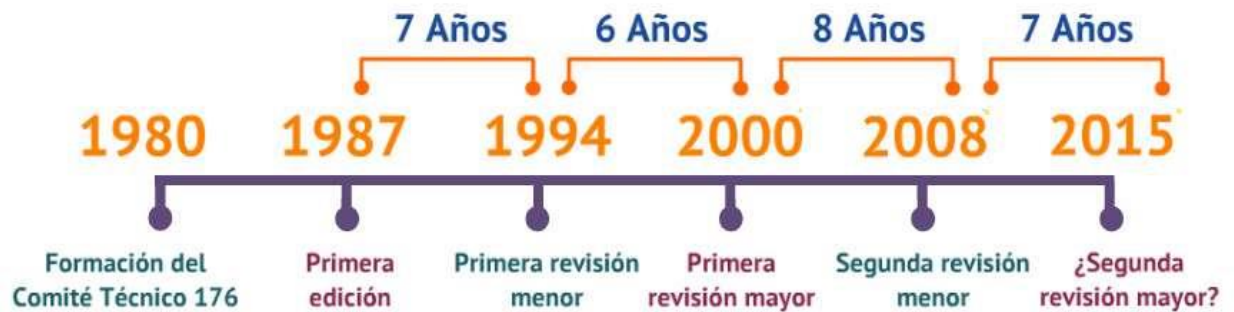 7 Años 6 Años 8 Años 7 Años
1980 1987 1994 2000 2008 2015
Formación del
Comité Técnico 176
Primera
edición
Primera revisión
menor
Primera
revisión mayor
Segunda revisión
menor
¿Segunda
revisión mayor?